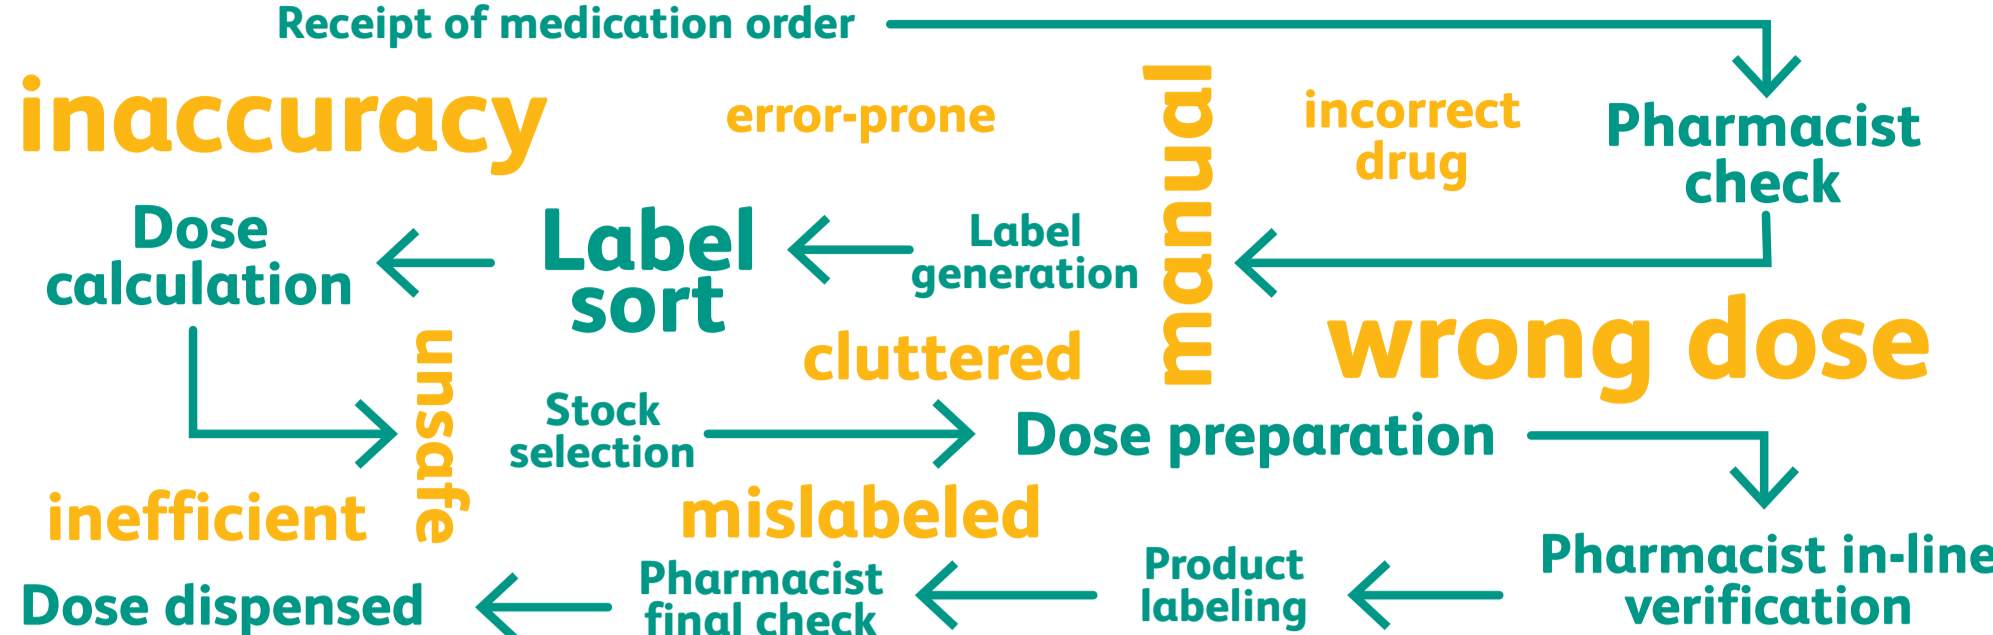 Receipt of medication order
inaccuracy
error-prone
manual
incorrect
drug
Pharmacist
check
Dose
calculation
Label
sort
Label
generation
unsafe
cluttered
wrong dose
Stock
selection
Dose preparation
inefficient
mislabeled
Dose dispensed
Pharmacist
final check
Product
labeling
Pharmacist in-line
verification